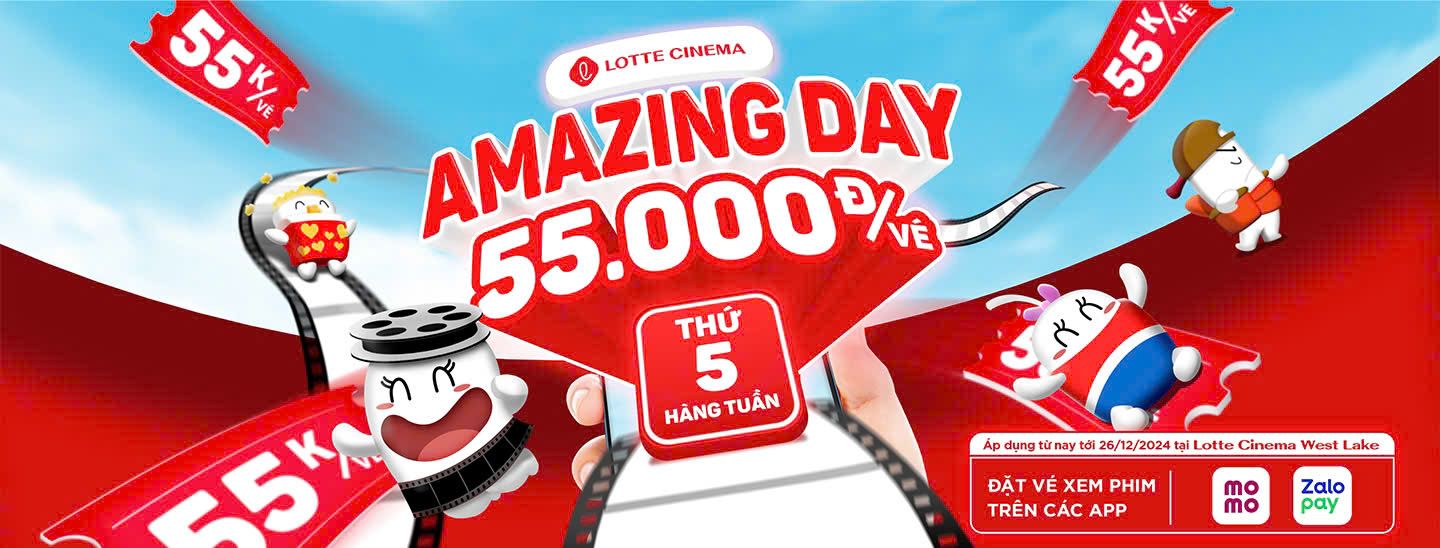 LOTTE CINEMA
AMAZING DAY
55.000Đ/VÉ
THỨ
5
HÀNG TUẦN
55K/VÉ
55K/VÉ
55K/VÉ
5
Áp dụng từ nay tới 26/12/2024 tại Lotte Cinema West Lake
ĐẶT VÉ XEM PHIM
TRÊN CÁC APP
mo
mo
Zalo
pay